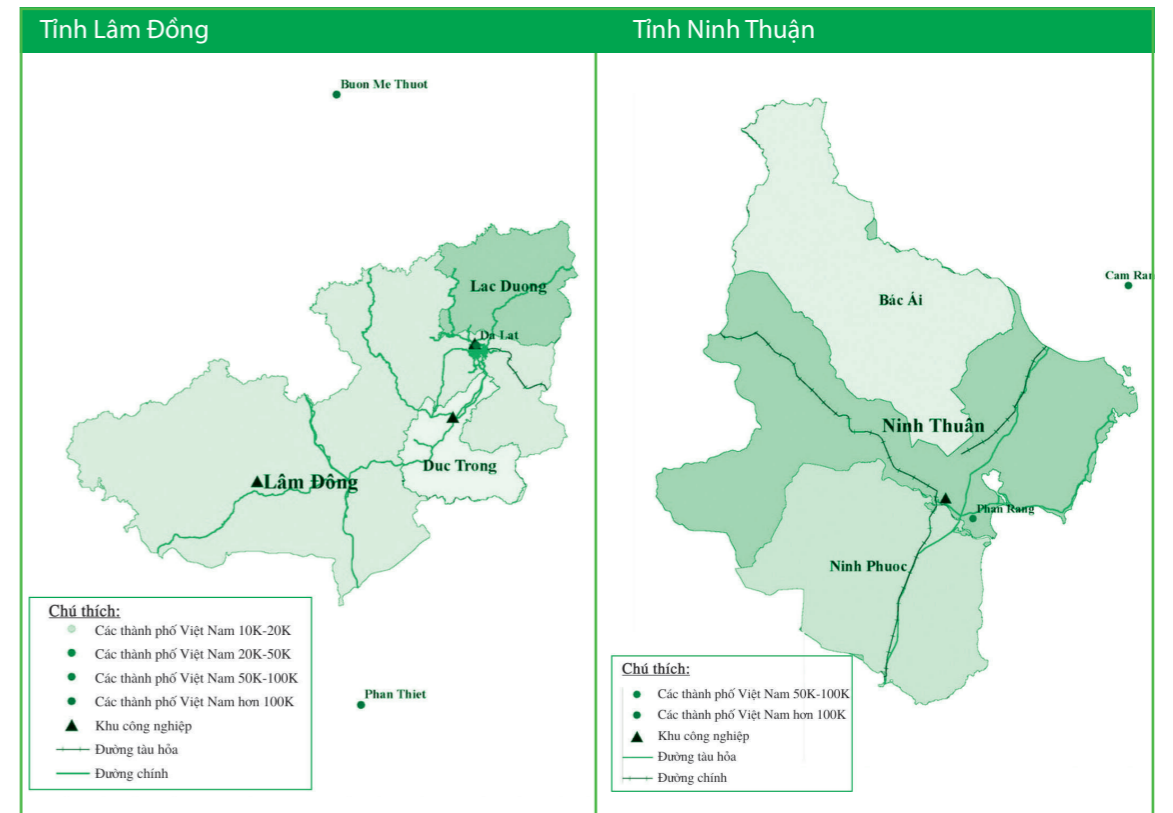 Tỉnh Lâm Đồng
Buon Me Thuot
Lac Duong
Da Lat
Duc Trong
Lâm Đông
Chú thích:
Các thành phố Việt Nam 10K-20K
Các thành phố Việt Nam 20K-50K
Các thành phố Việt Nam 50K-100K
Các thành phố Việt Nam hơn 100K
Khu công nghiệp
Đường tàu hỏa
Đường chính
Phan Thiet
Tỉnh Ninh Thuận
Cam Ran
Bác Ái
Ninh Thuân
Phan Rang
Ninh Phuoc
Chú thích:
Các thành phố Việt Nam 50K-100K
Các thành phố Việt Nam hơn 100K
Khu công nghiệp
Đường tàu hỏa
Đường chính